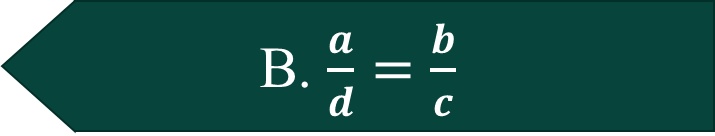 B. a/d = b/c